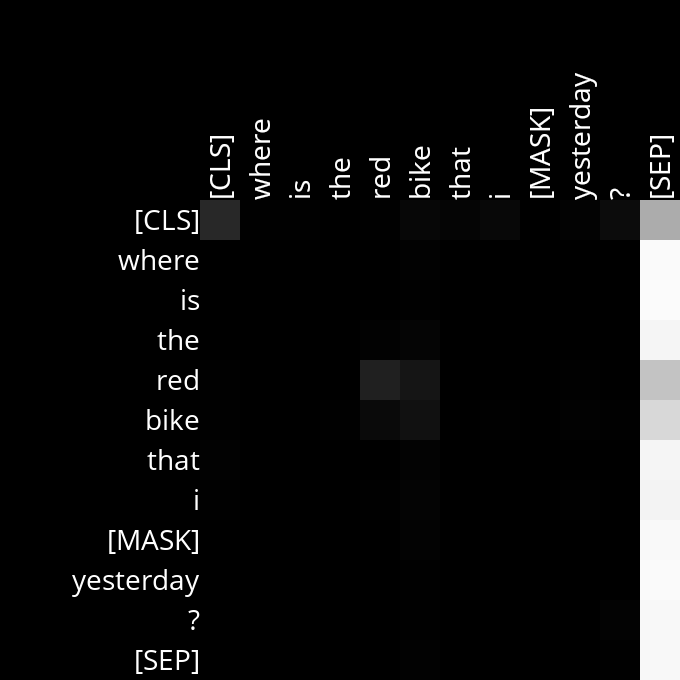 [CLS]
where
is
the
red
bike
that
i
[MASK]
yesterday
?
[SEP]
[CLS]
where
is
the
red
bike
that
i
[MASK]
yesterday
?
[SEP]